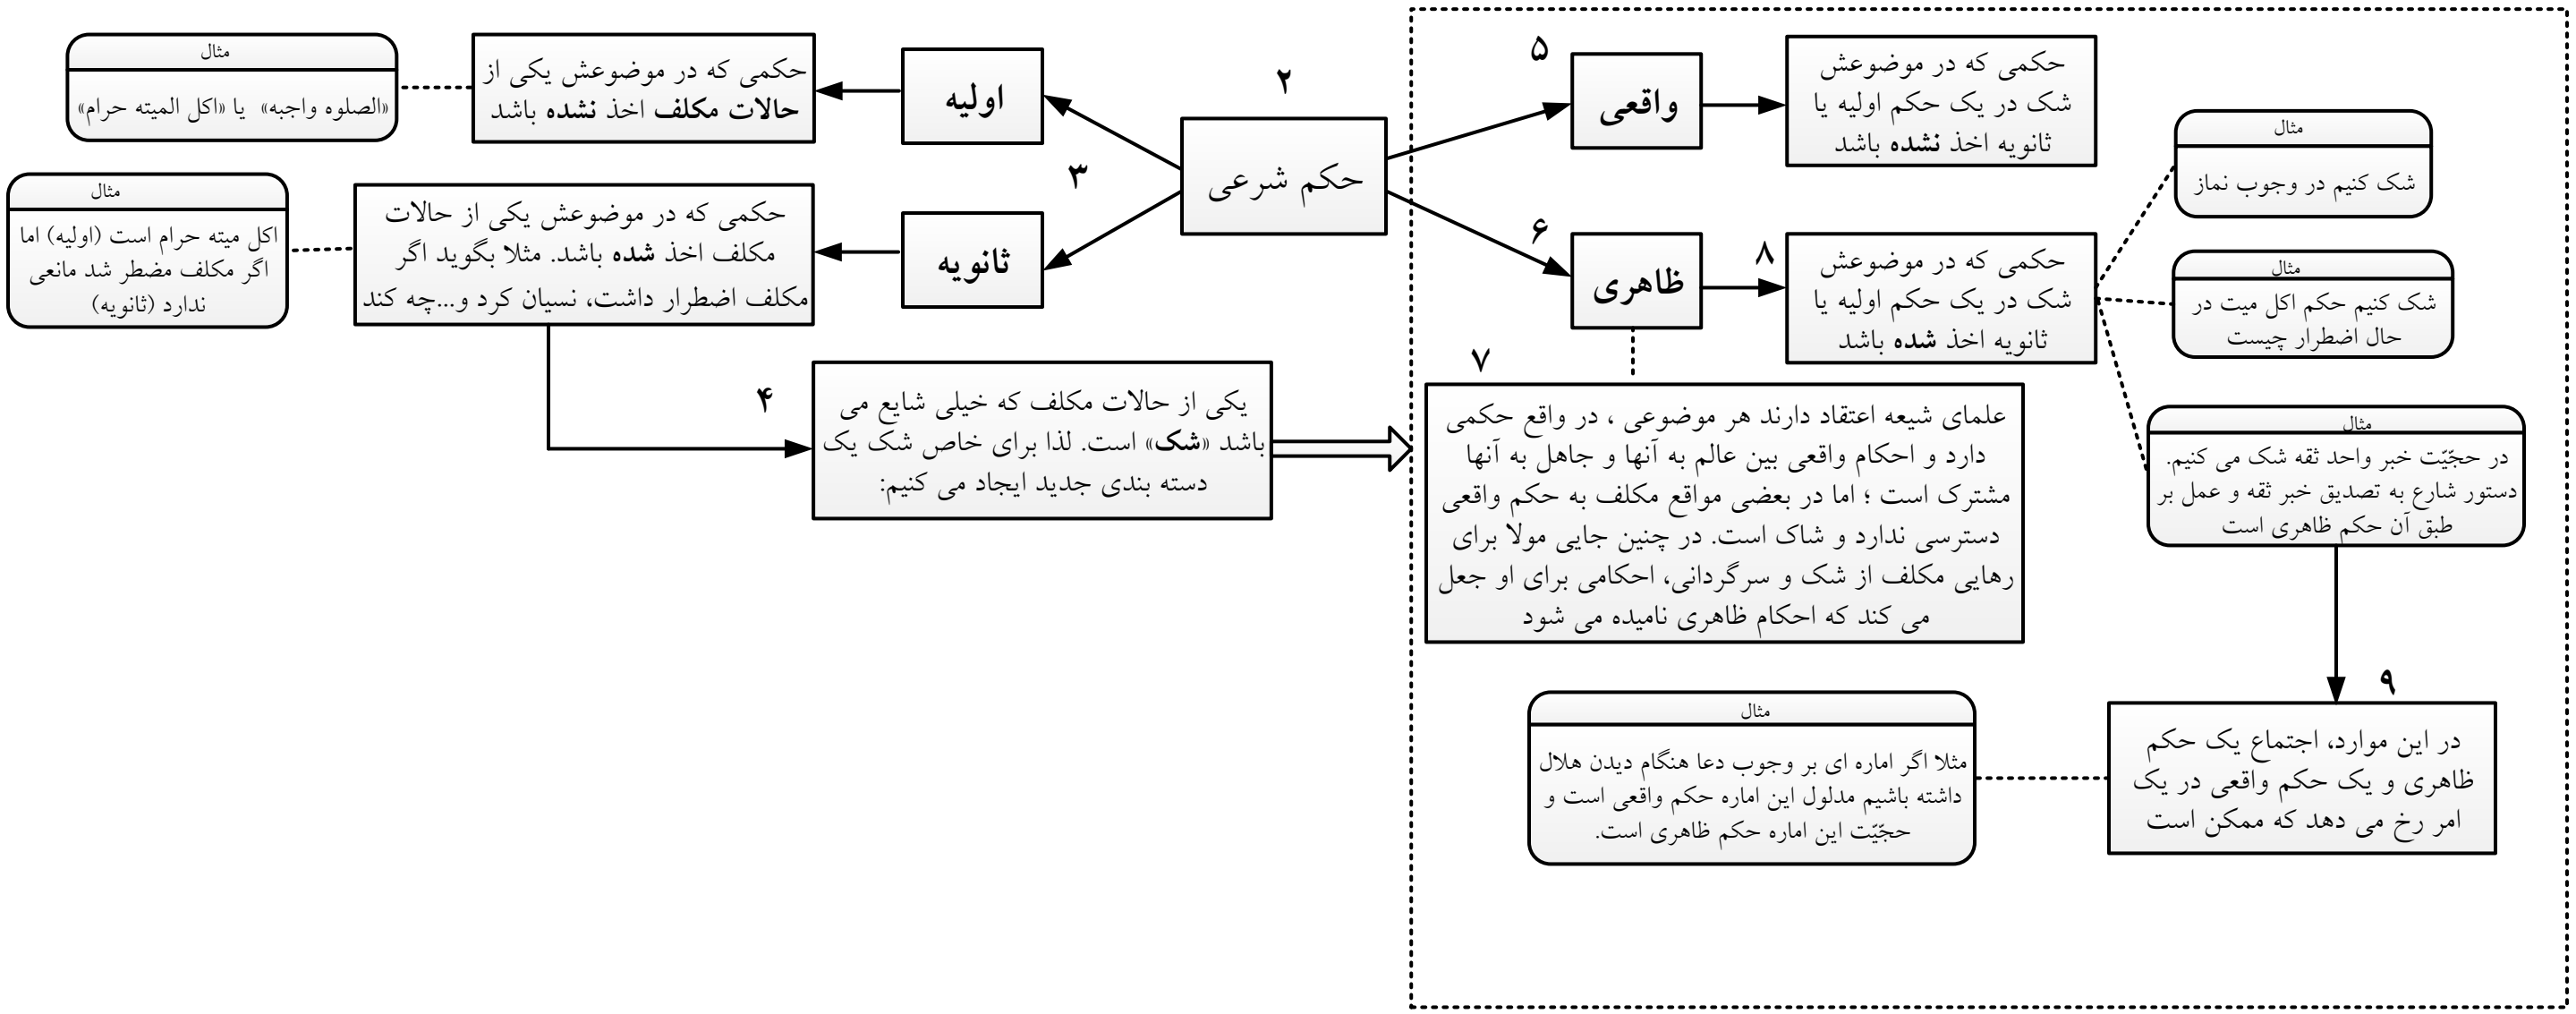 ۲
حکم شرعی
۳
اولیه
حکمی که در موضوعش یکی از
حالات مکلف اخذ نشده باشد
مثال
«الصلوه واجبه» یا «اکل المیته حرام»
ثانویه
حکمی که در موضوعش یکی از حالات
مکلف اخذ شده باشد. مثلا بگوید اگر
مکلف اضطرار داشت، نسیان کرد و...چه کند
مثال
اکل میته حرام است (اولیه) اما
اگر مکلف مضطر شد مانعی
ندارد (ثانویه)
۴
یکی از حالات مکلف که خیلی شایع می
باشد «شک» است. لذا برای خاص شک یک
دسته بندی جدید ایجاد می کنیم:
۵
واقعی
حکمی که در موضوعش
شک در یک حکم اولیه یا
ثانویه اخذ نشده باشد
۶
ظاهری
۷
علمای شیعه اعتقاد دارند هر موضوعی ، در واقع حکمی
دارد و احکام واقعی بین عالم به آنها و جاهل به آنها
مشترک است ؛ اما در بعضی مواقع مکلف به حکم واقعی
دسترسی ندارد و شاک است. در چنین جایی مولا برای
رهایی مکلف از شک و سرگردانی، احکامی برای او جعل
می کند که احکام ظاهری نامیده می شود
۸
حکمی که در موضوعش
شک در یک حکم اولیه یا
ثانویه اخذ شده باشد
مثال
شک کنیم در وجوب نماز
مثال
شک کنیم حکم اکل میت در
حال اضطرار چیست
مثال
در حجیّت خبر واحد ثقه شک می کنیم.
دستور شارع به تصدیق خبر ثقه و عمل بر
طبق آن حکم ظاهری است
۹
در این موارد، اجتماع یک حکم
ظاهری و یک حکم واقعی در یک
امر رخ می دهد که ممکن است
مثال
مثلا اگر اماره ای بر وجوب دعا هنگام دیدن هلال
داشته باشیم مدلول این اماره حکم واقعی است و
حجیّت این اماره حکم ظاهری است.